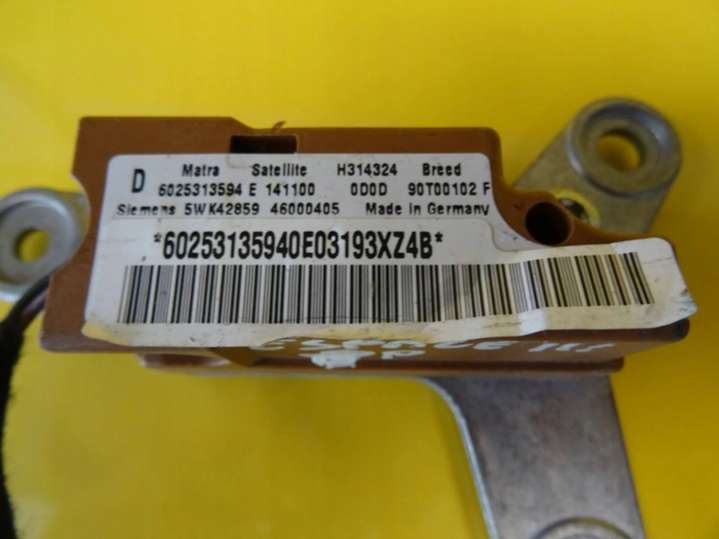 D Matra Satellite H314324 Breed
6025313594 E 141100 0D0D 90T00102 F
Siemens 5WK42859 46000405 Made in Germany
*60253135940E03193XZ4B*